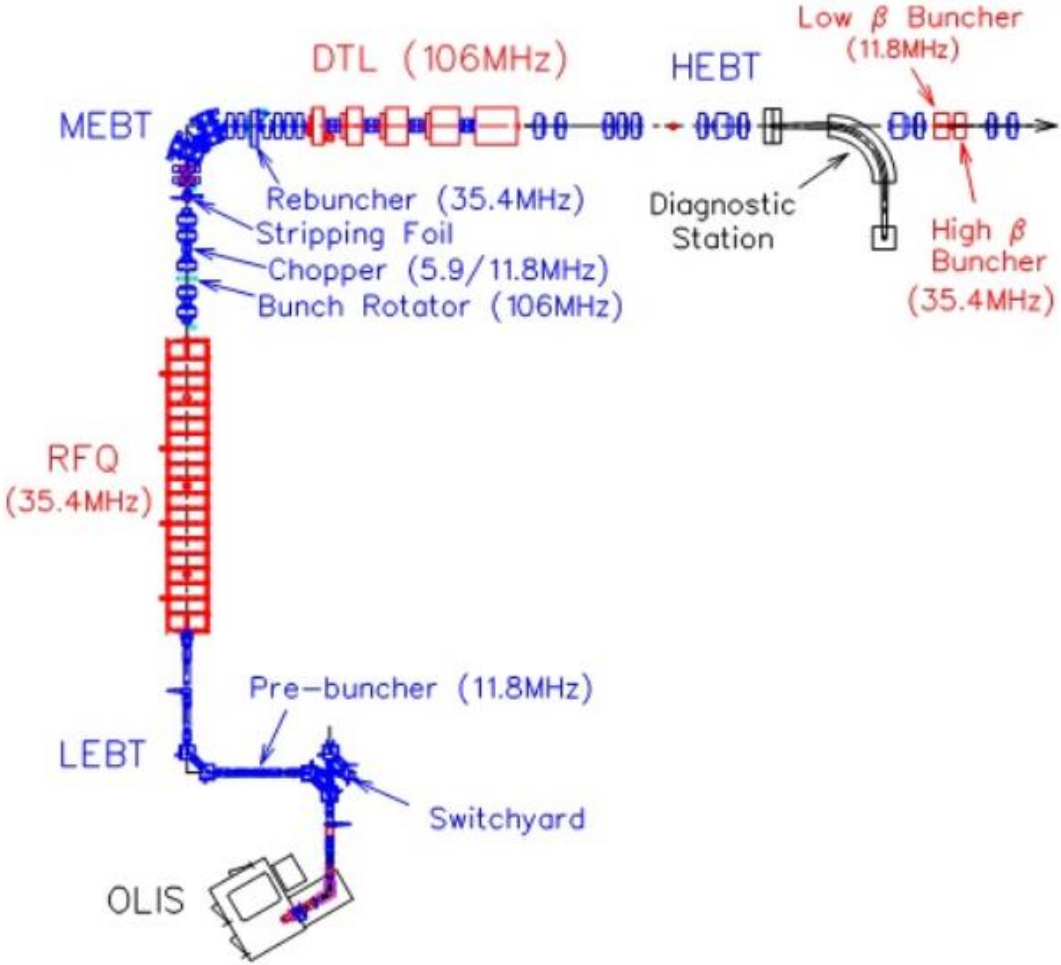 Low β Buncher
(11.8MHz)
DTL (106MHz)
HEBT
MEBT
Rebuncher (35.4MHz)
Stripping Foil
Chopper (5.9/11.8MHz)
Bunch Rotator (106MHz)
Diagnostic
Station
High β
Buncher
(35.4MHz)
RFQ
(35.4MHz)
Pre-buncher (11.8MHz)
LEBT
Switchyard
OLIS